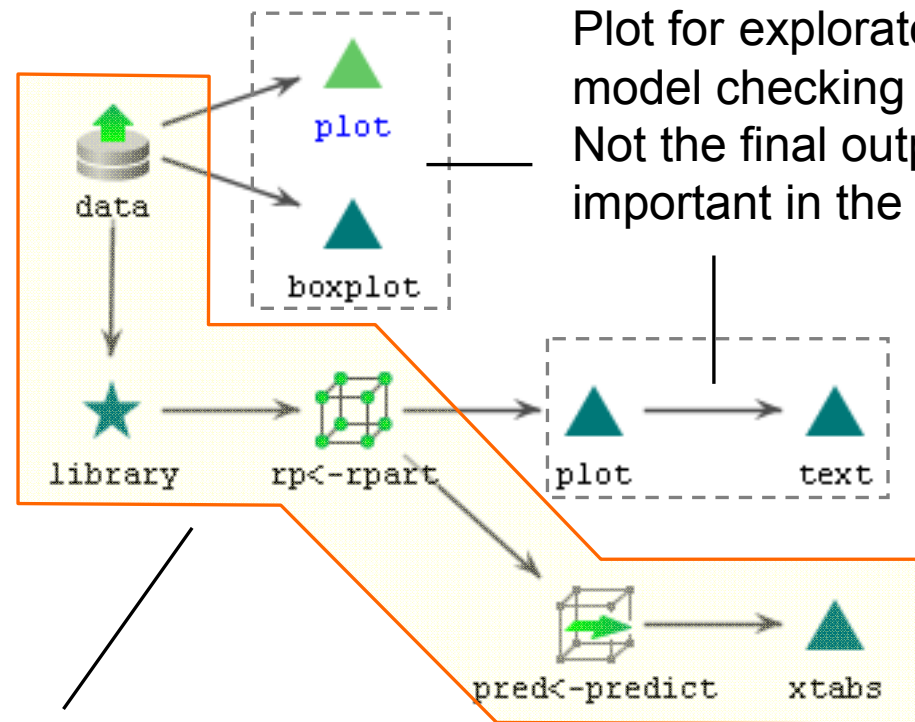 Plot for explorat
model checking
Not the final out
important in the
plot
data
boxplot
library
rp<-rpart
plot
text
pred<-predict
xtabs